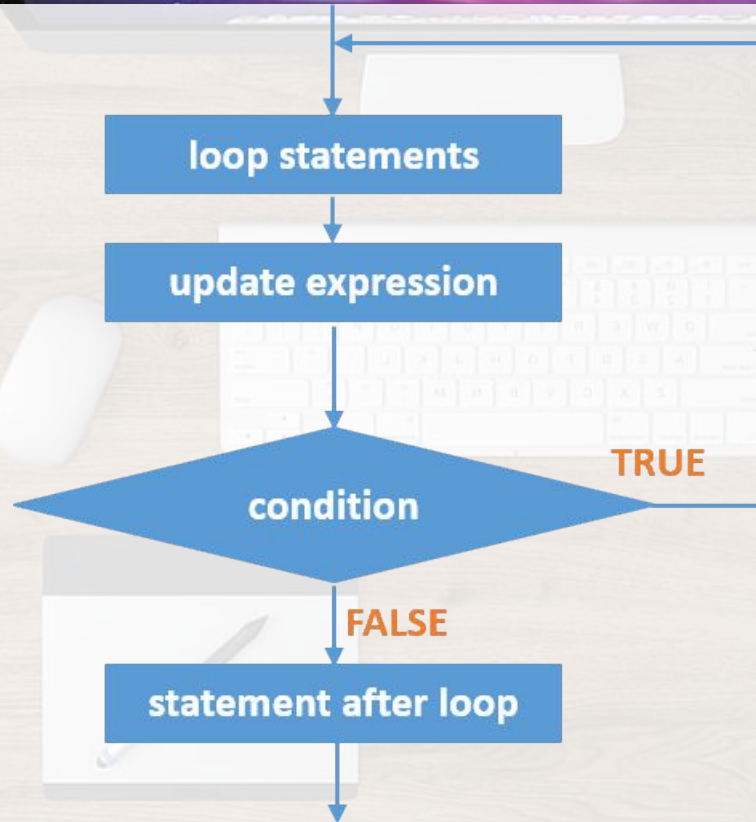 loop statements
update expression
TRUE
condition
FALSE
statement after loop